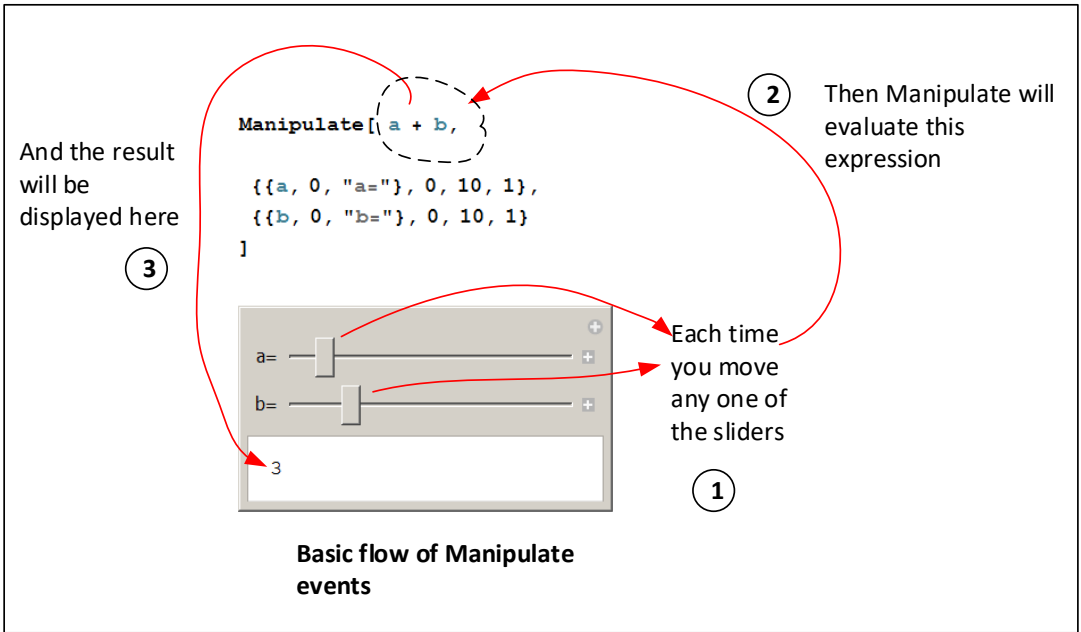 Manipulate[ a + b,
{{a, 0, "a="}, 0, 10, 1},
{{b, 0, "b="}, 0, 10, 1}
]
2
Then Manipulate will
evaluate this
expression
And the result
will be
displayed here
3
a=
b=
3
Each time
you move
any one of
the sliders
1
Basic flow of Manipulate
events